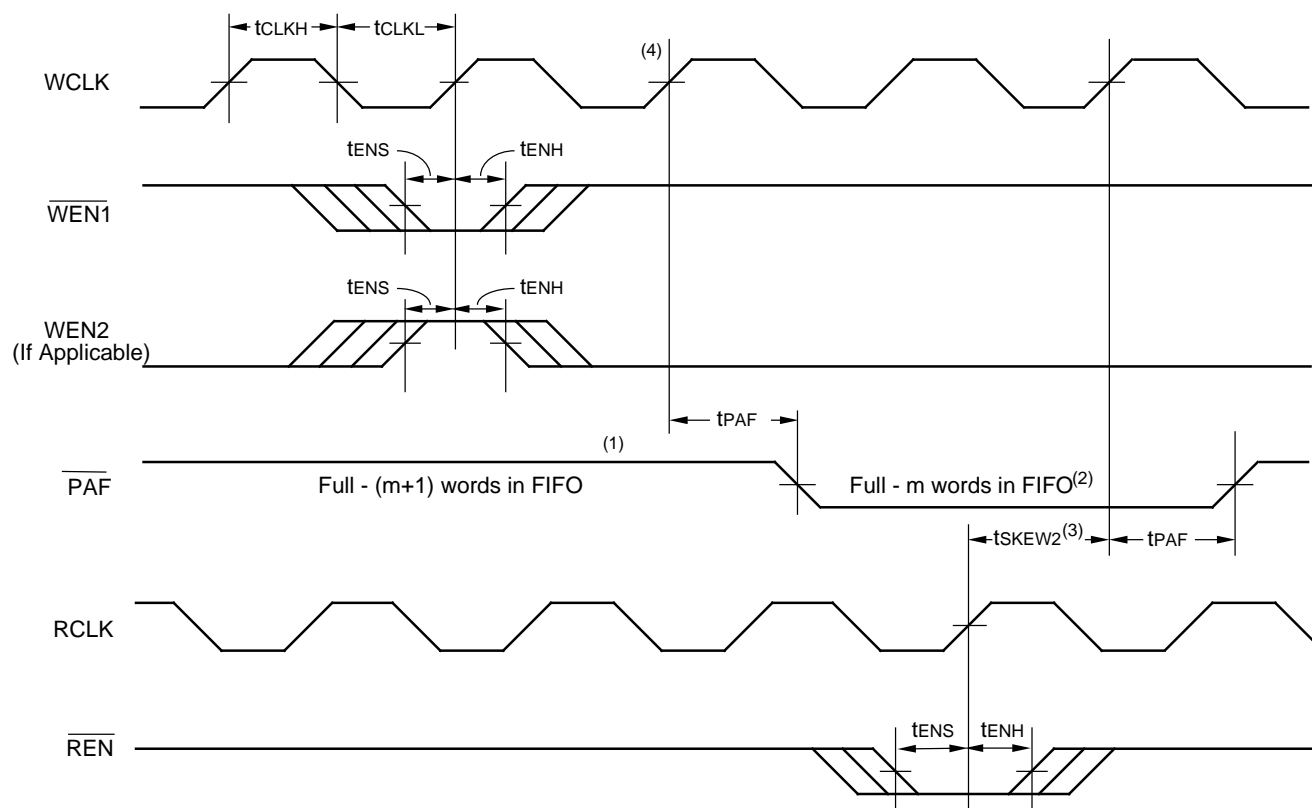 tCLKH tCLKL
(4)
WCLK
tENS tENH
WEN1
tENS tENH
WEN2
(If Applicable)
tPAF
(1)
PAF
Full - (m+1) words in FIFO
Full - m words in FIFO(2)
tSKEW2(3) tPAF
RCLK
tENS tENH
REN